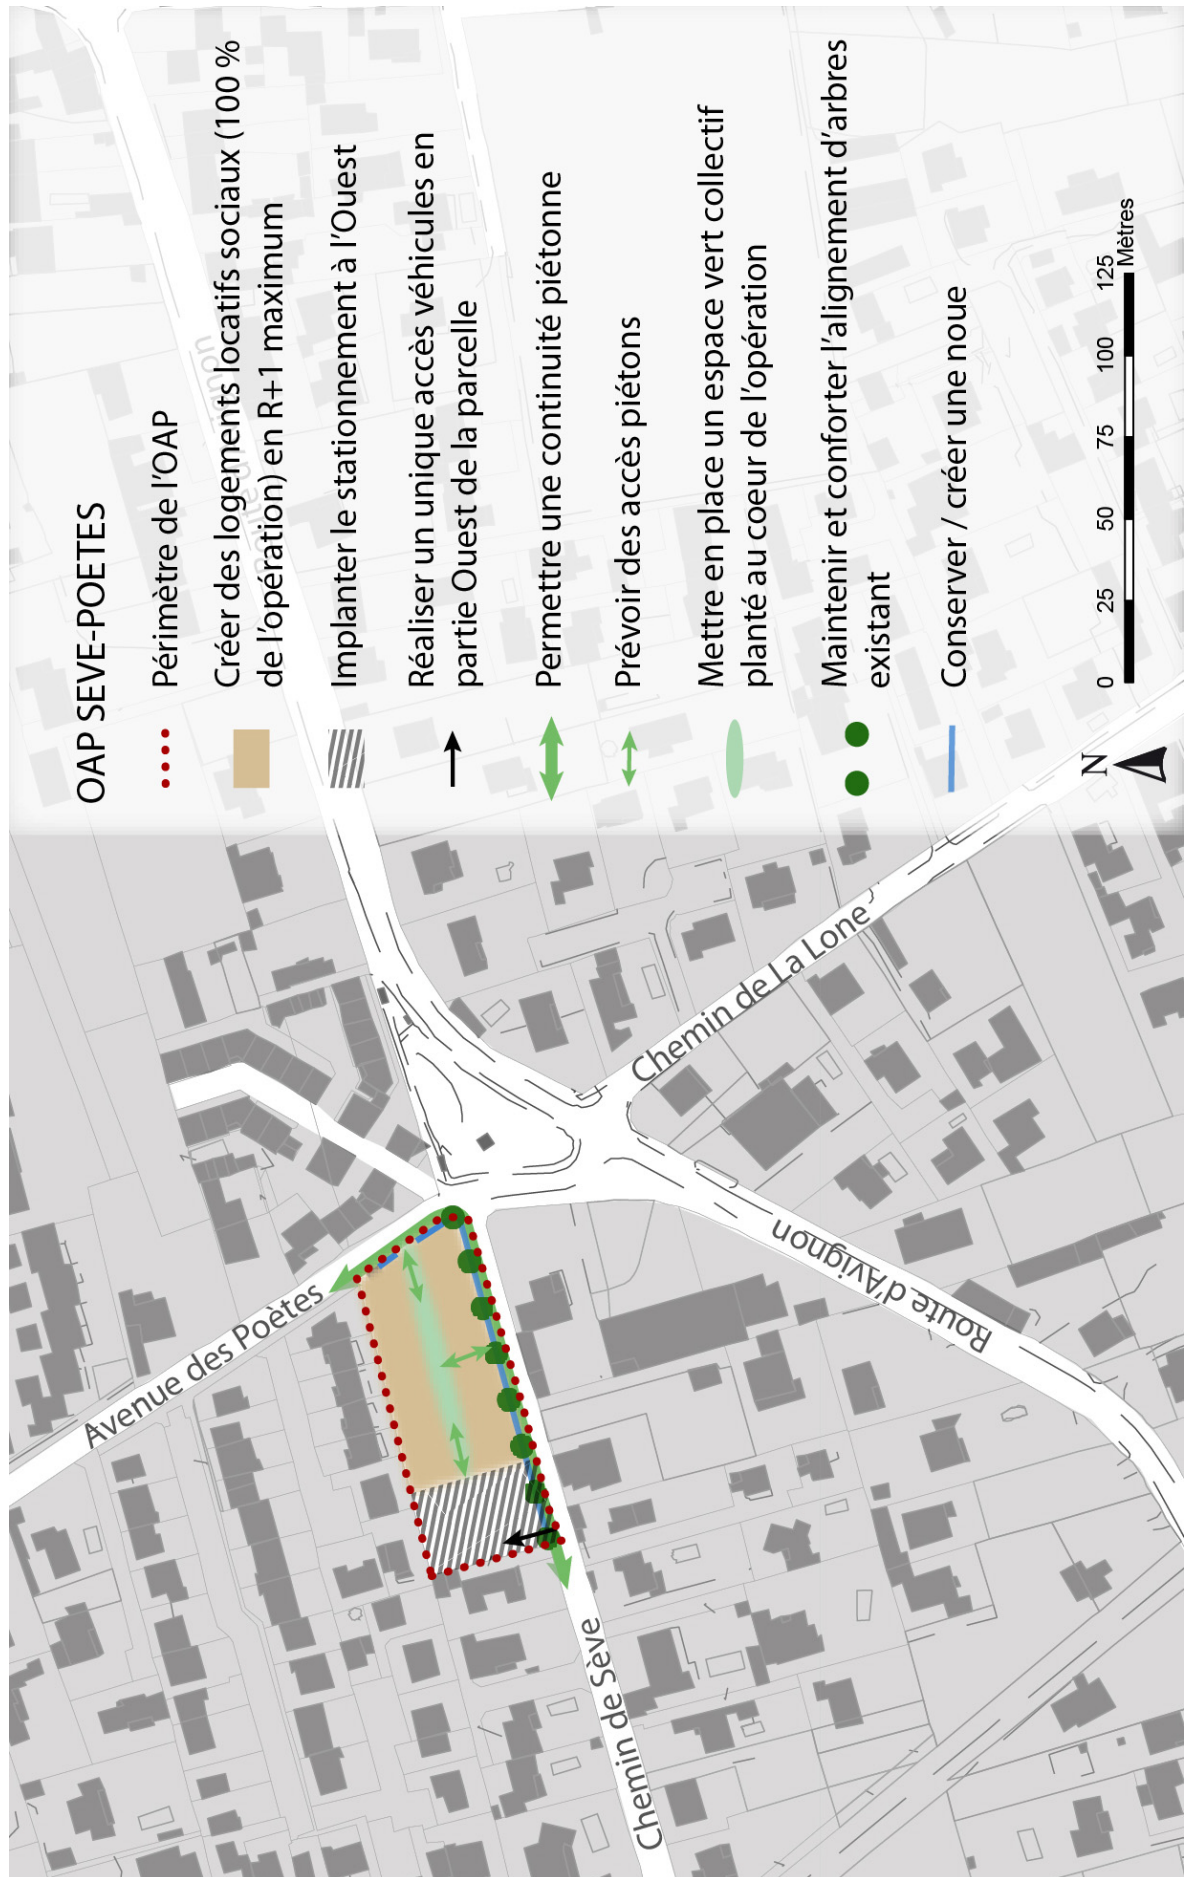 OAP SEVE-POETES
Périmètre de l'OAP
Créer des logements locatifs sociaux (100 %
de l'opération) en R+1 maximum
Implanter le stationnement à l'Ouest
Réaliser un unique accès véhicules en
partie Ouest de la parcelle
Permettre une continuité piétonne
Prévoir des accès piétons
Mettre en place un espace vert collectif
planté au coeur de l'opération
Maintenir et conforter l'alignement d'arbres
existant
Conserver / créer une noue
N
0 25 50 75 100 125
Mètres
Avenue des Poètes
Chemin de Sève
Route d'Avignon
Chemin de La Lone